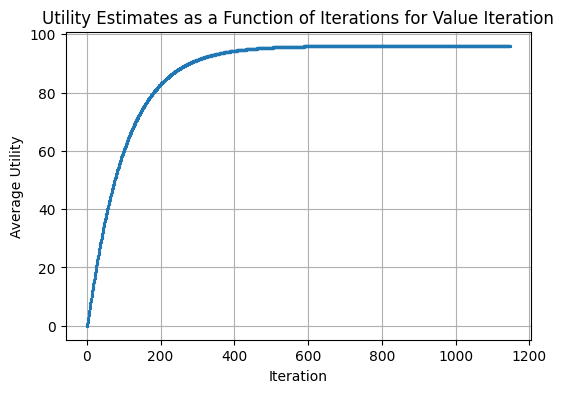 Utility Estimates as a Function of Iterations for Value Iteration
100
80
60
40
20
0
Average Utility
0 200 400 600 800 1000 1200
Iteration